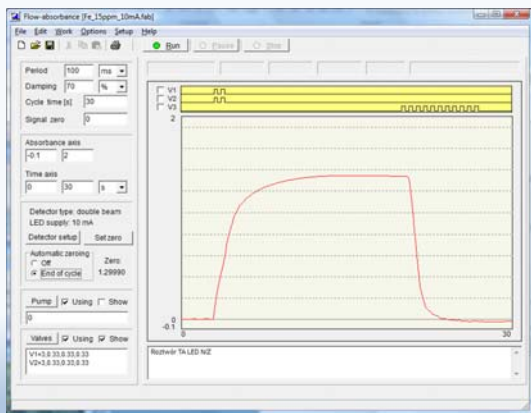 Flow-absorbance [Fe_15ppm_10mA.fab]
File Edit Work Options Setup Help
Run Pause Stop
Period 100 ms
Damping 70 %
Cycle time [s] 30
Signal zero 0
Absorbance axis
-0.1 2
Time axis
0 30 s
Detector type: double beam
LED supply: 10 mA
Detector setup Set zero
Automatic zeroing
Off
End of cycle
Zero:
1.29990
Pump Using Show
0
Valves Using Show
V1=3,0.33,0.33,0.33
V2=3,0.33,0.33,0.33
V1
V2
V3
2
0
-0.1
0 30
Roztwór TA LED NIZ